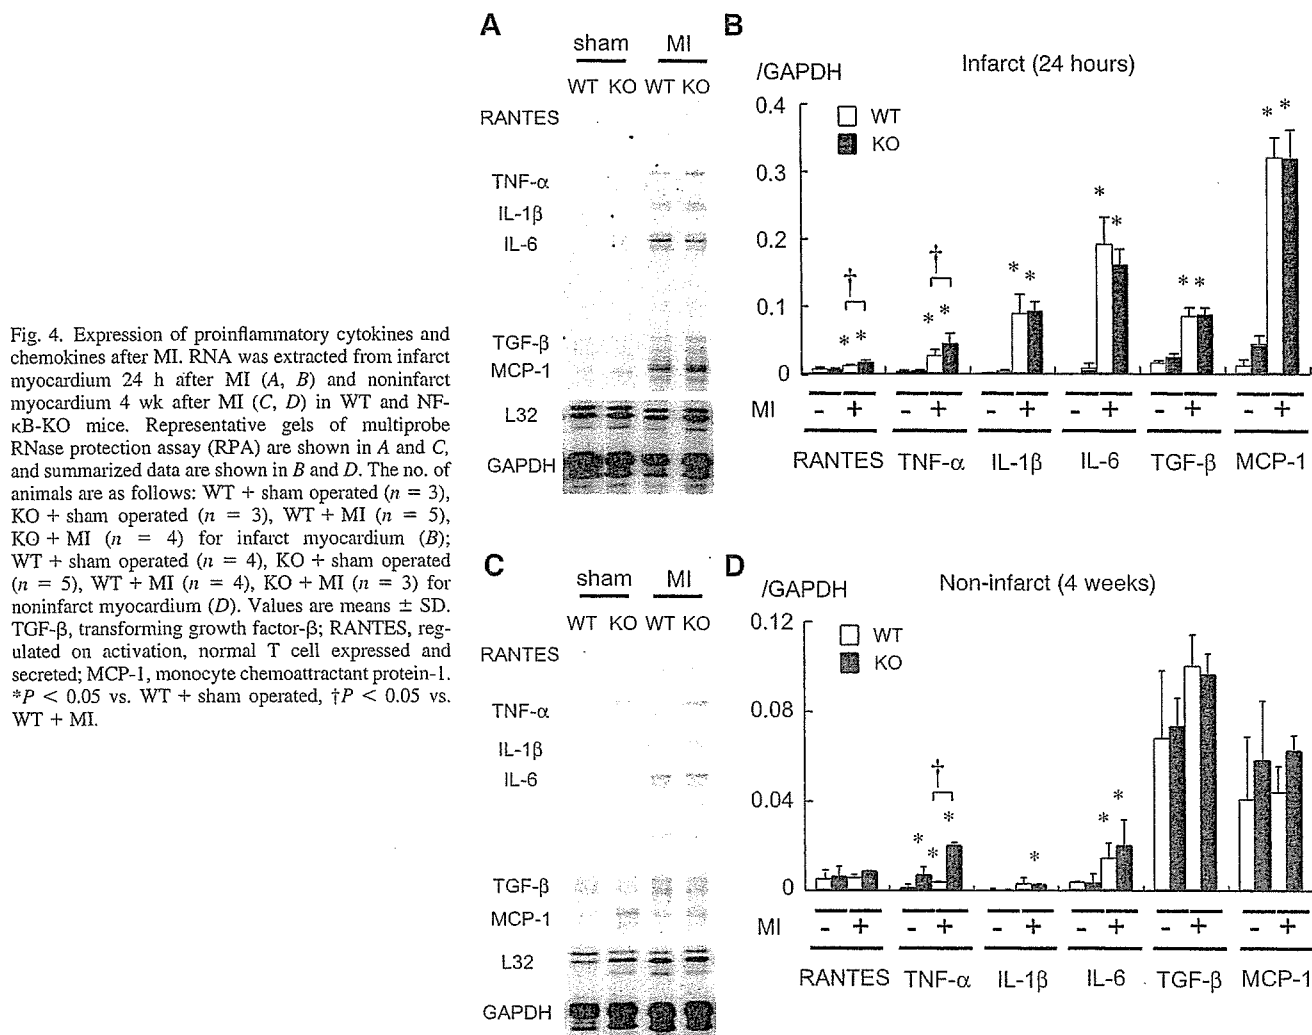 Fig. 4. Expression of proinflammatory cytokines and
chemokines after MI. RNA was extracted from infarct
myocardium 24 h after MI (A, B) and noninfarct
myocardium 4 wk after MI (C, D) in WT and NF-
κB-KO mice. Representative gels of multiprobe
RNase protection assay (RPA) are shown in A and C,
and summarized data are shown in B and D. The no. of
animals are as follows: WT + sham operated (n = 3),
KO + sham operated (n = 3), WT + MI (n = 5),
KO + MI (n = 4) for infarct myocardium (B);
WT + sham operated (n = 4), KO + sham operated
(n = 5), WT + MI (n = 4), KO + MI (n = 3) for
noninfarct myocardium (D). Values are means ± SD.
TGF-β, transforming growth factor-β; RANTES, reg-
ulated on activation, normal T cell expressed and
secreted; MCP-1, monocyte chemoattractant protein-1.
*P < 0.05 vs. WT + sham operated, †P < 0.05 vs.
WT + MI.
A
sham MI
WT KO WT KO
RANTES
TNF-α
IL-1β
IL-6
TGF-β
MCP-1
L32
GAPDH
B
/GAPDH
Infarct (24 hours)
WT
KO
0.4
0.3
0.2
0.1
0
* * † * * † * * * * * * * *
MI - + - + - + - + - + - +
RANTES TNF-α IL-1β IL-6 TGF-β MCP-1
C
sham MI
WT KO WT KO
RANTES
TNF-α
IL-1β
IL-6
TGF-β
MCP-1
L32
GAPDH
D
/GAPDH
Non-infarct (4 weeks)
WT
KO
0.12
0.08
0.04
0
* * † * * * *
MI - + - + - + - + - + - +
RANTES TNF-α IL-1β IL-6 TGF-β MCP-1